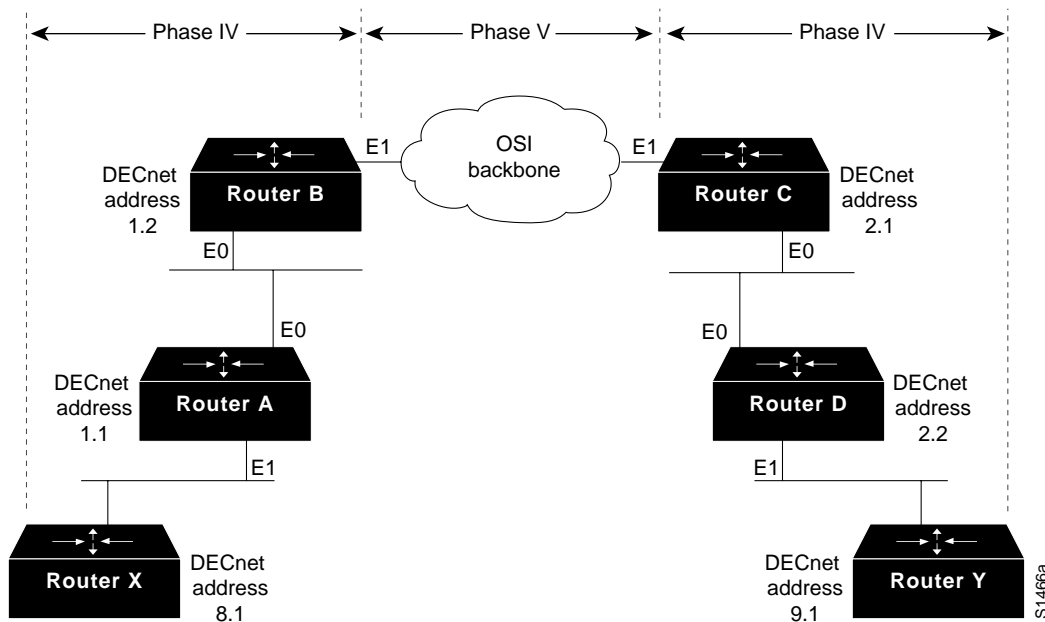 Phase IV
Phase V
Phase IV
E1
OSI
backbone
E1
DECnet
address
1.2
Router B
Router C
DECnet
address
2.1
E0
E0
E0
E0
DECnet
address
1.1
Router A
Router D
DECnet
address
2.2
E1
E1
Router X
DECnet
address
8.1
DECnet
address
9.1
Router Y
S1466a